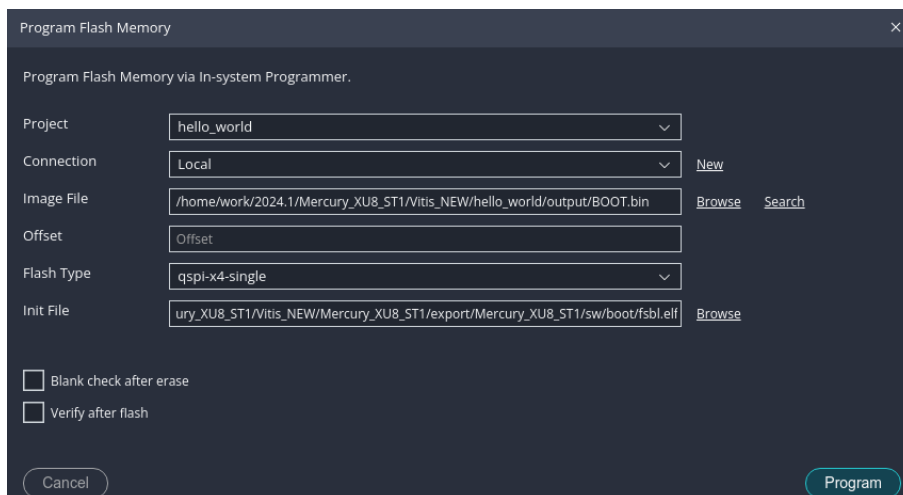 Program Flash Memory
×
Program Flash Memory via In-system Programmer.
Project
hello_world
Connection
Local
New
Image File
/home/work/2024.1/Mercury_XU8_ST1/Vitis_NEW/hello_world/output/BOOT.bin
Browse
Search
Offset
Offset
Flash Type
qspi-x4-single
Init File
ury_XU8_ST1/Vitis_NEW/Mercury_XU8_ST1/export/Mercury_XU8_ST1/sw/boot/fsbl.elf
Browse
Blank check after erase
Verify after flash
Cancel
Program